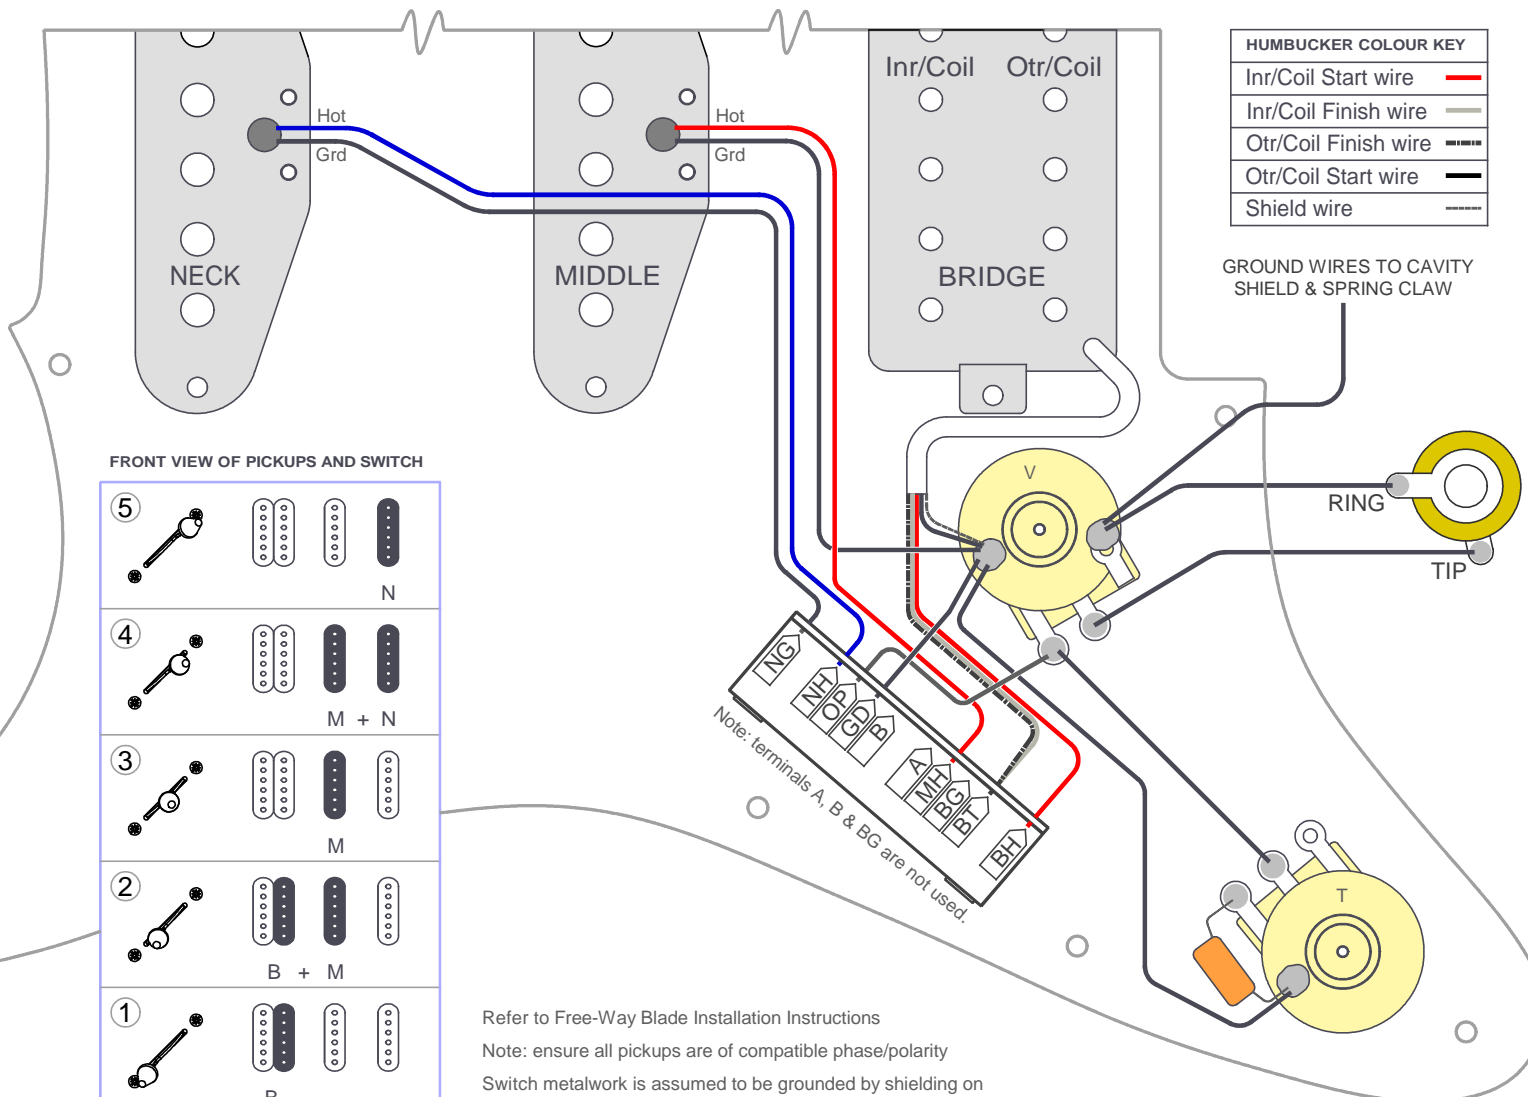 Inr/Coil Otr/Coil
HUMBUCKER COLOUR KEY
Inr/Coil Start wire
Inr/Coil Finish wire
Otr/Coil Finish wire
Otr/Coil Start wire
Shield wire
Hot
Grd
Hot
Grd
NECK
MIDDLE
BRIDGE
GROUND WIRES TO CAVITY
SHIELD & SPRING CLAW
V
RING
TIP
FRONT VIEW OF PICKUPS AND SWITCH
5
N
4
M + N
3
M
2
B + M
1
NG
NH
OP
GD
B
A
MH
BG
BT
BH
Note: terminals A, B & BG are not used.
T
Refer to Free-Way Blade Installation Instructions
Note: ensure all pickups are of compatible phase/polarity
Switch metalwork is assumed to be grounded by shielding on